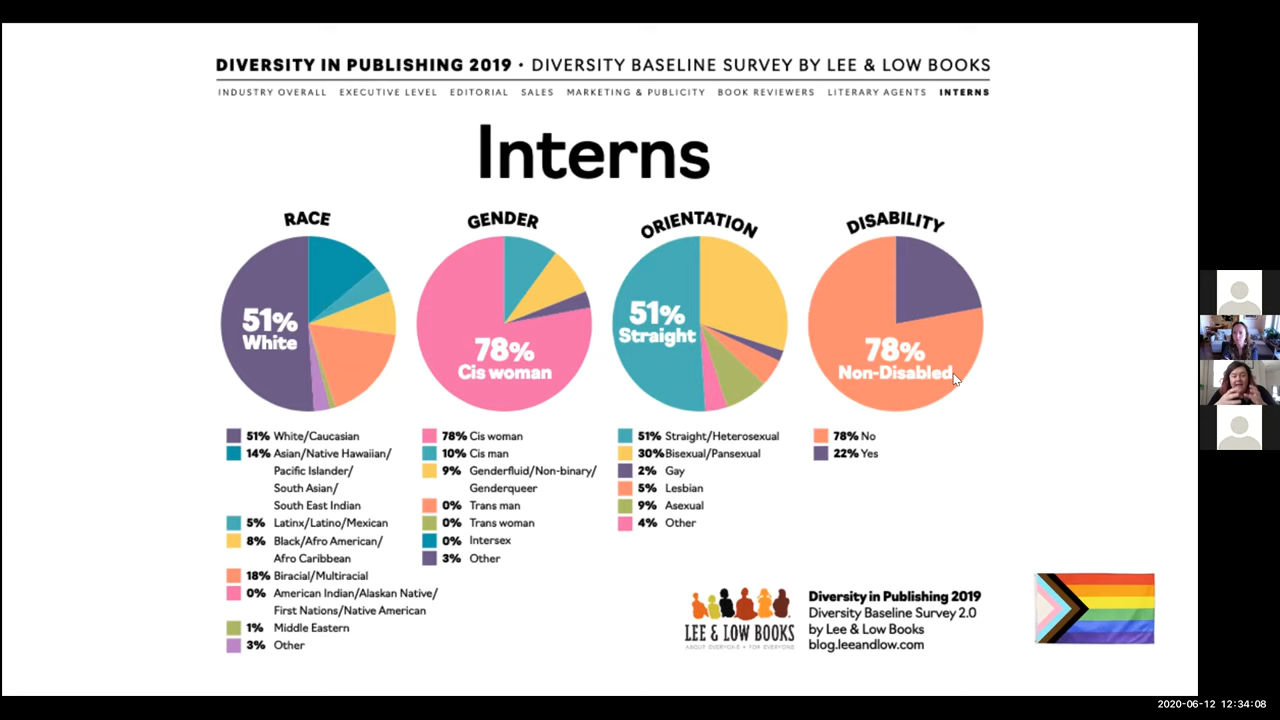 DIVERSITY IN PUBLISHING 2019 • DIVERSITY BASELINE SURVEY BY LEE & LOW BOOKS
INDUSTRY OVERALL EXECUTIVE LEVEL EDITORIAL SALES MARKETING & PUBLICITY BOOK REVIEWERS LITERARY AGENTS INTERNS
Interns
RACE
51%
White
51% White/Caucasian
14% Asian/Native Hawaiian/
Pacific Islander/
South Asian/
South East Indian
5% Latinx/Latino/Mexican
8% Black/Afro American/
Afro Caribbean
18% Biracial/Multiracial
0% American Indian/Alaskan Native/
First Nations/Native American
1% Middle Eastern
3% Other
GENDER
78%
Cis woman
78% Cis woman
10% Cis man
9% Genderfluid/Non-binary/
Genderqueer
0% Trans man
0% Trans woman
0% Intersex
3% Other
ORIENTATION
51%
Straight
51% Straight/Heterosexual
30% Bisexual/Pansexual
2% Gay
5% Lesbian
9% Asexual
4% Other
DISABILITY
78%
Non-Disabled
78% No
22% Yes
LEE & LOW BOOKS
ABOUT EVERYONE • FOR EVERYONE
Diversity in Publishing 2019
Diversity Baseline Survey 2.0
by Lee & Low Books
blog.leeandlow.com
2020-06-12 12:34:08